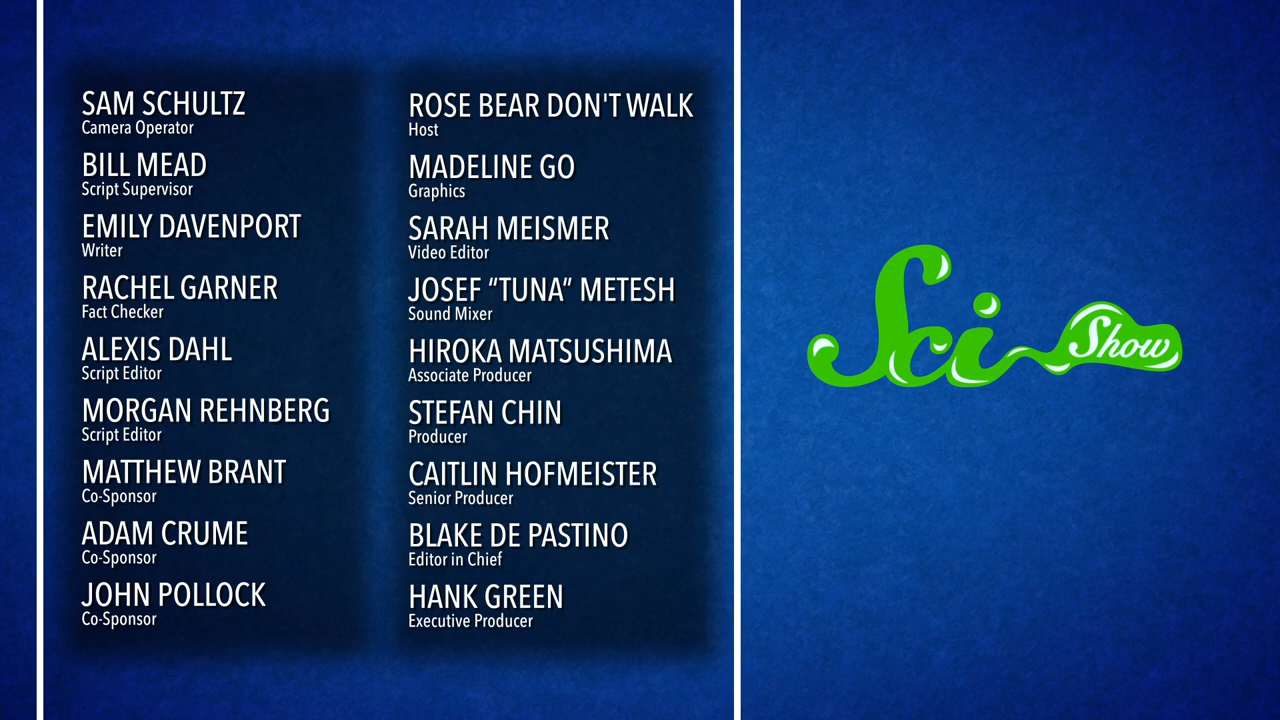 SAM SCHULTZ
Camera Operator
BILL MEAD
Script Supervisor
EMILY DAVENPORT
Writer
RACHEL GARNER
Fact Checker
ALEXIS DAHL
Script Editor
MORGAN REHNBERG
Script Editor
MATTHEW BRANT
Co-Sponsor
ADAM CRUME
Co-Sponsor
JOHN POLLOCK
Co-Sponsor
ROSE BEAR DON'T WALK
Host
MADELINE GO
Graphics
SARAH MEISMER
Video Editor
JOSEF “TUNA” METESH
Sound Mixer
HIROKA MATSUSHIMA
Associate Producer
STEFAN CHIN
Producer
CAITLIN HOFMEISTER
Senior Producer
BLAKE DE PASTINO
Editor in Chief
HANK GREEN
Executive Producer
Sci Show